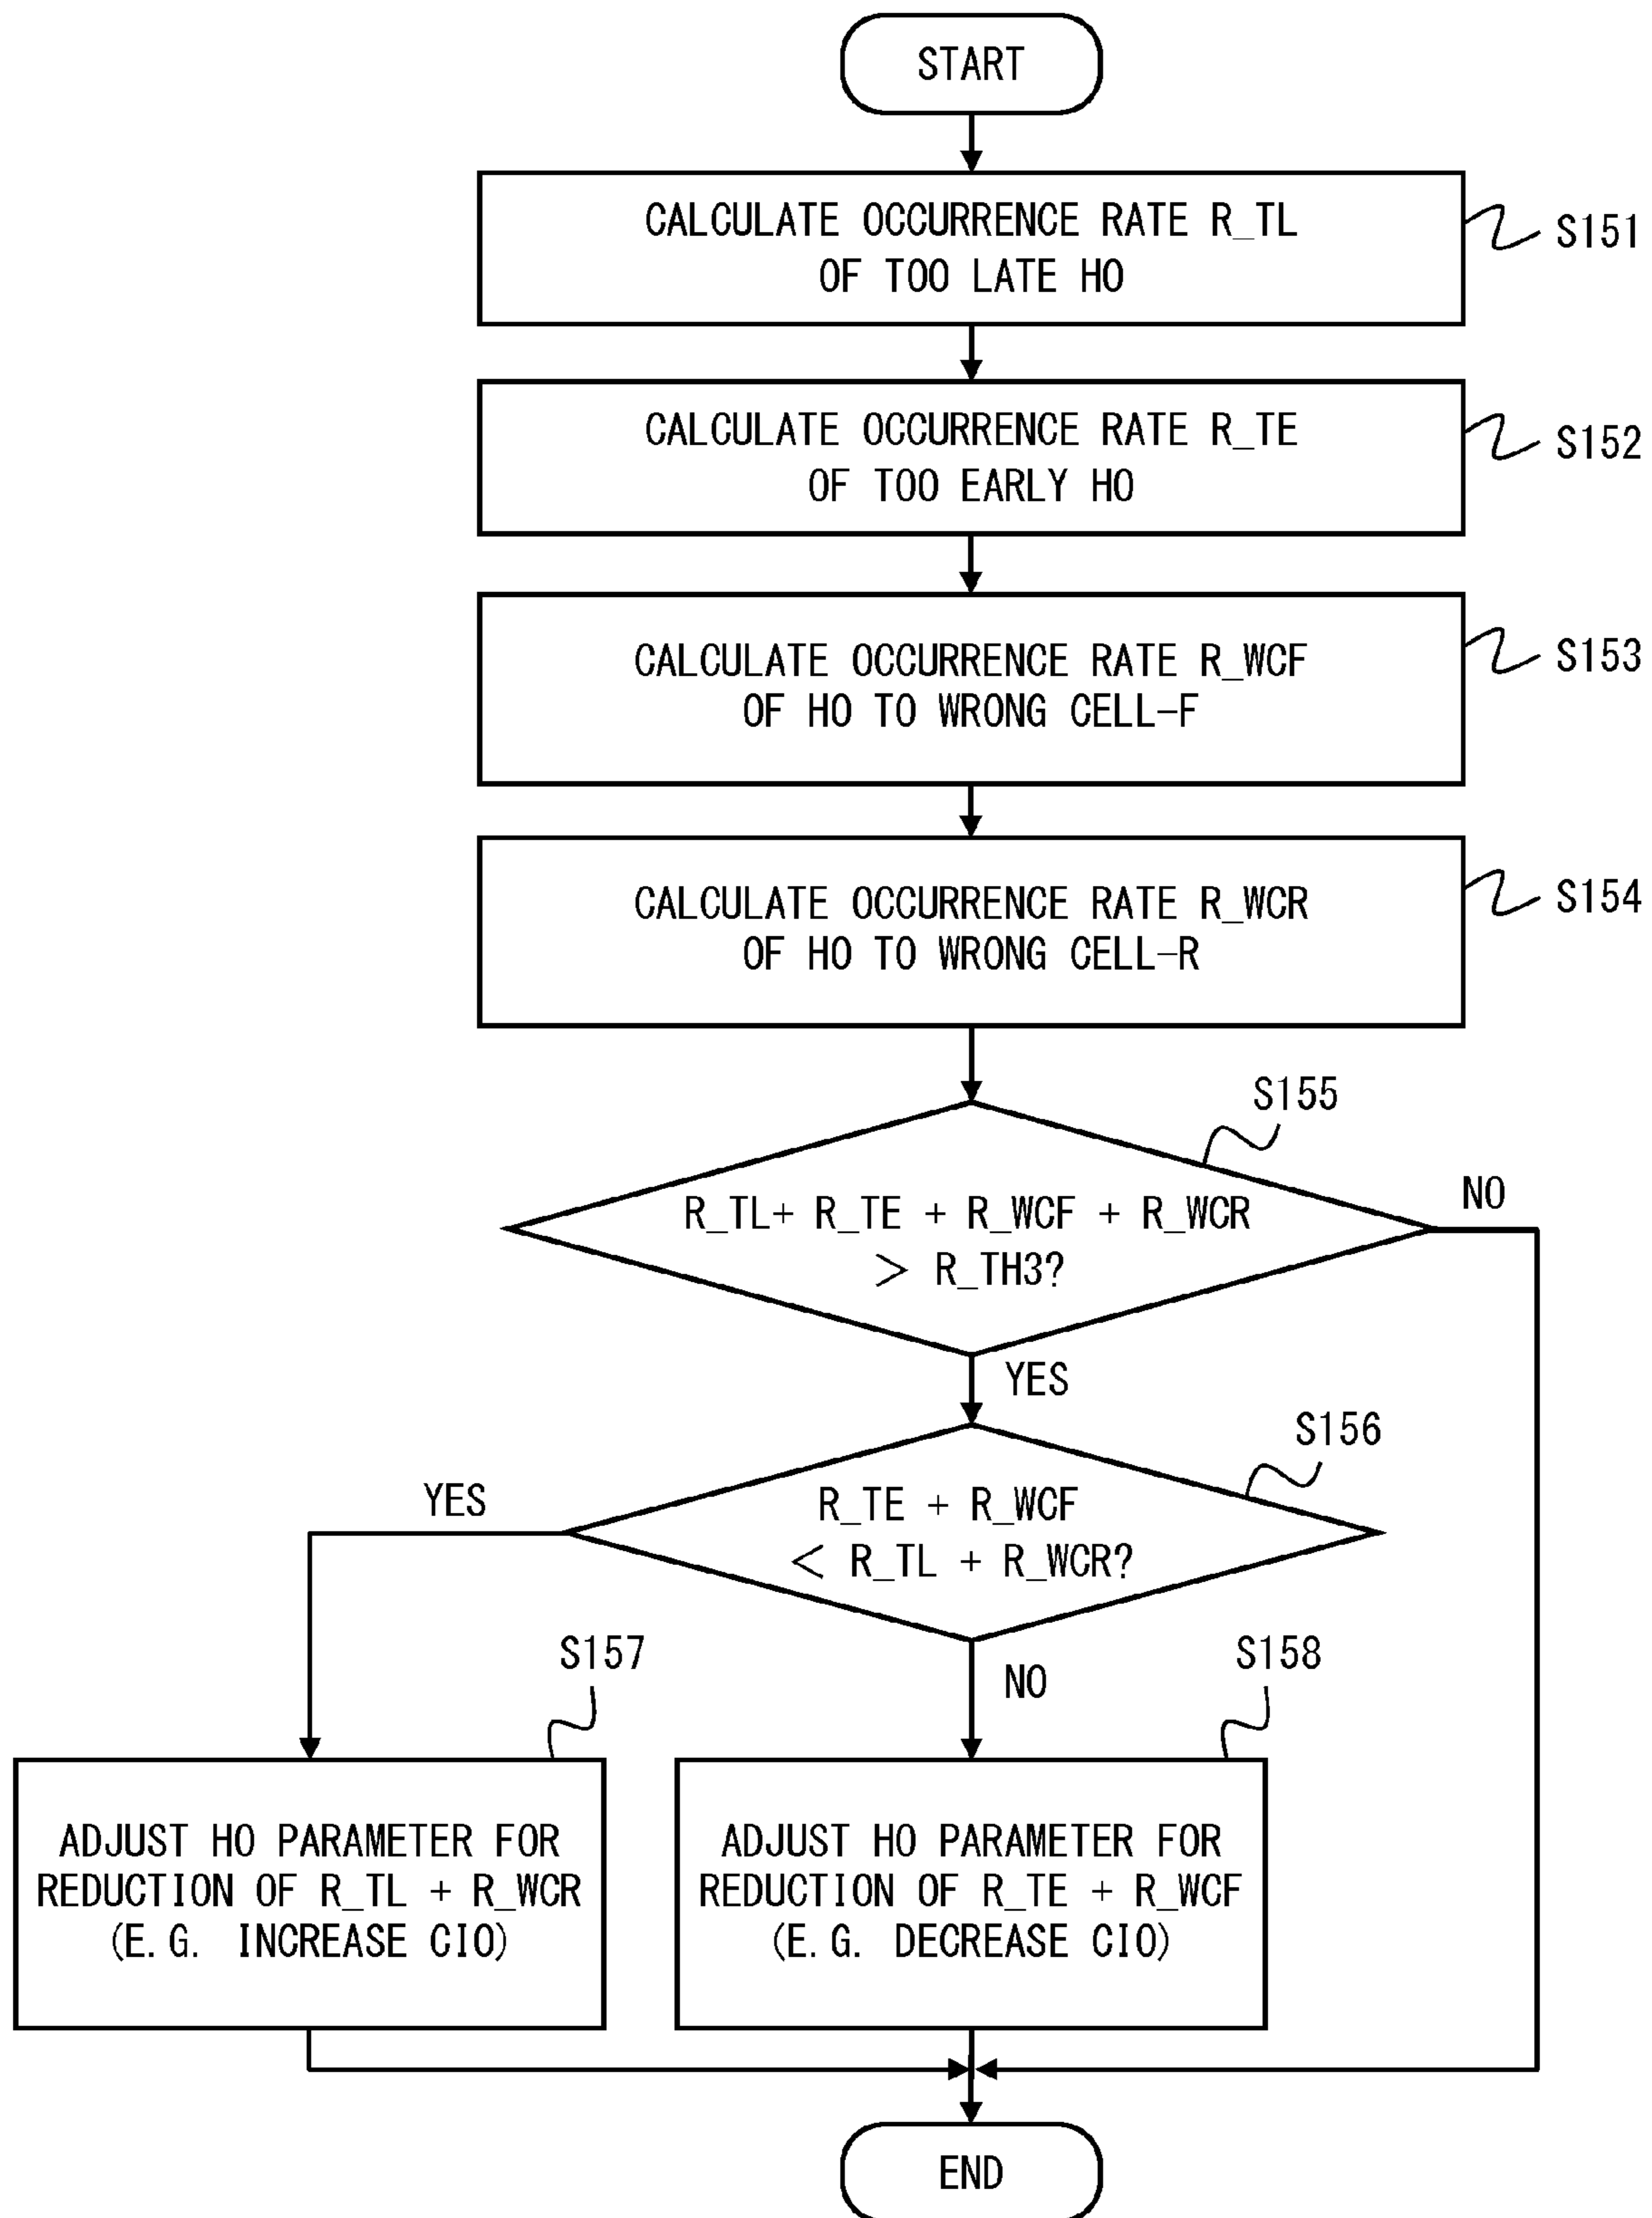 START
CALCULATE OCCURRENCE RATE R_TL
OF TOO LATE HO
S151
CALCULATE OCCURRENCE RATE R_TE
OF TOO EARLY HO
S152
CALCULATE OCCURRENCE RATE R_WCF
OF HO TO WRONG CELL-F
S153
CALCULATE OCCURRENCE RATE R_WCR
OF HO TO WRONG CELL-R
S154
S155
R_TL+ R_TE + R_WCF + R_WCR
> R_TH3?
NO
YES
S156
R_TE + R_WCF
< R_TL + R_WCR?
YES
NO
S157
ADJUST HO PARAMETER FOR
REDUCTION OF R_TL + R_WCR
(E.G. INCREASE CIO)
S158
ADJUST HO PARAMETER FOR
REDUCTION OF R_TE + R_WCF
(E.G. DECREASE CIO)
END